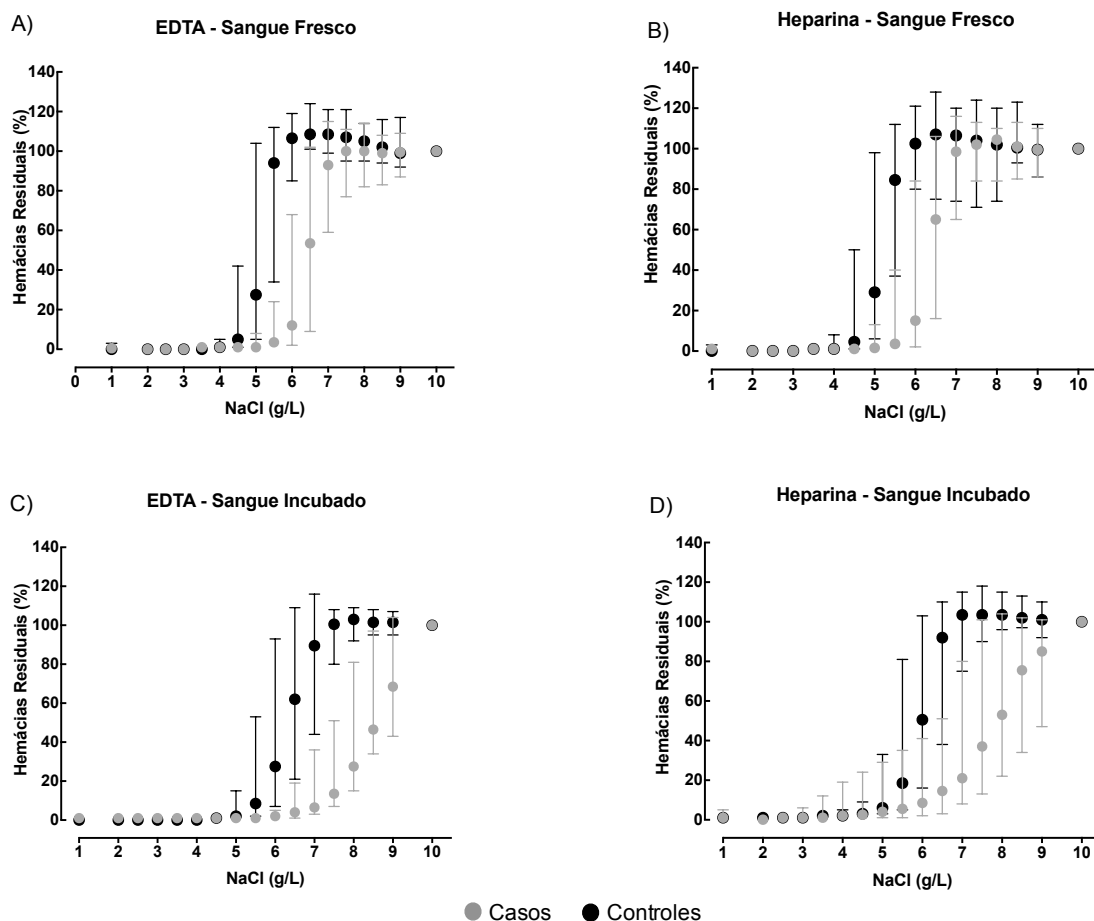 A)
EDTA - Sangue Fresco
Hemácias Residuais (%)
140
120
100
80
60
40
20
0
0 1 2 3 4 5 6 7 8 9 10
NaCl (g/L)
B)
Heparina - Sangue Fresco
Hemácias Residuais (%)
140
120
100
80
60
40
20
0
1 2 3 4 5 6 7 8 9 10
NaCl (g/L)
C)
EDTA - Sangue Incubado
Hemácias Residuais (%)
140
120
100
80
60
40
20
0
1 2 3 4 5 6 7 8 9 10
NaCl (g/L)
D)
Heparina - Sangue Incubado
Hemácias Residuais (%)
140
120
100
80
60
40
20
0
1 2 3 4 5 6 7 8 9 10
NaCl (g/L)
Casos Controles